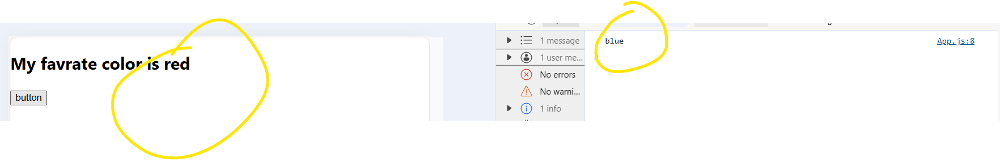 My favrate color is red
button
1 message
1 user me...
No errors
No warni...
1 info
blue
App.js:8